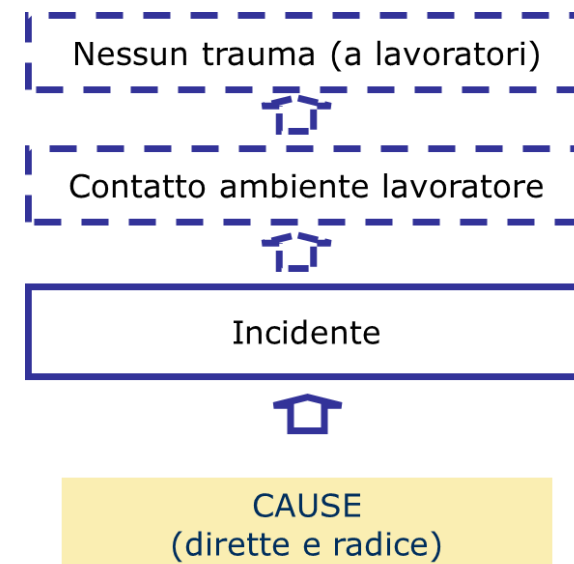 Nessun trauma (a lavoratori)
Contatto ambiente lavoratore
Incidente
CAUSE
(dirette e radice)